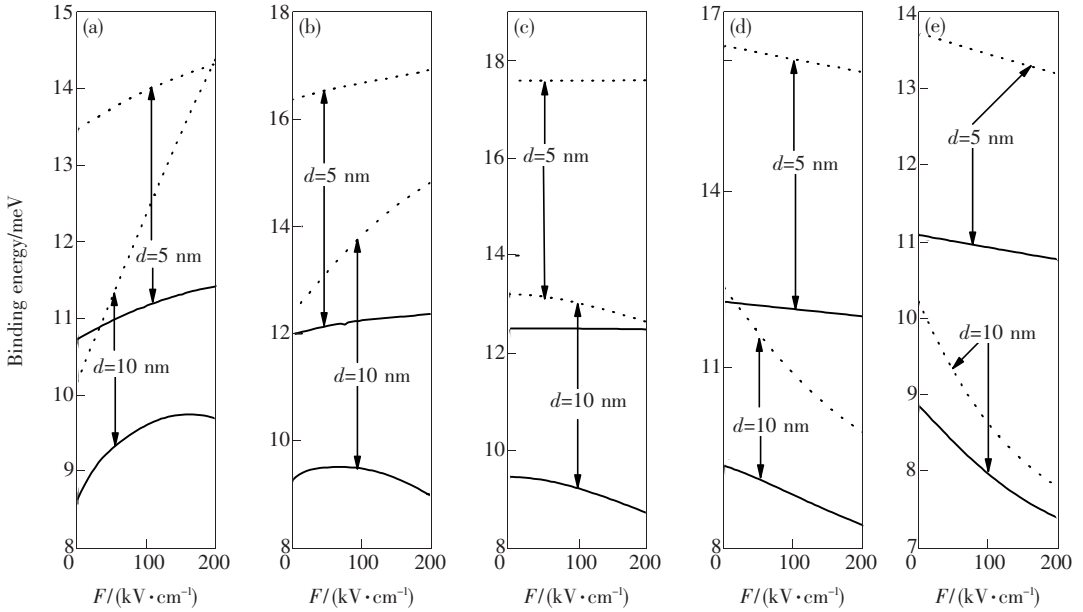 Binding energy/meV
(a)
15
14
13
12
11
10
9
8
d=5 nm
d=10 nm
0 100 200
F/(kV·cm⁻¹)
(b)
18
16
14
12
10
8
d=5 nm
d=10 nm
0 100 200
F/(kV·cm⁻¹)
(c)
18
16
14
12
10
8
d=5 nm
d=10 nm
0 100 200
F/(kV·cm⁻¹)
(d)
17
14
11
8
d=5 nm
d=10 nm
0 100 200
F/(kV·cm⁻¹)
(e)
14
13
12
11
10
9
8
7
d=5 nm
d=10 nm
0 100 200
F/(kV·cm⁻¹)